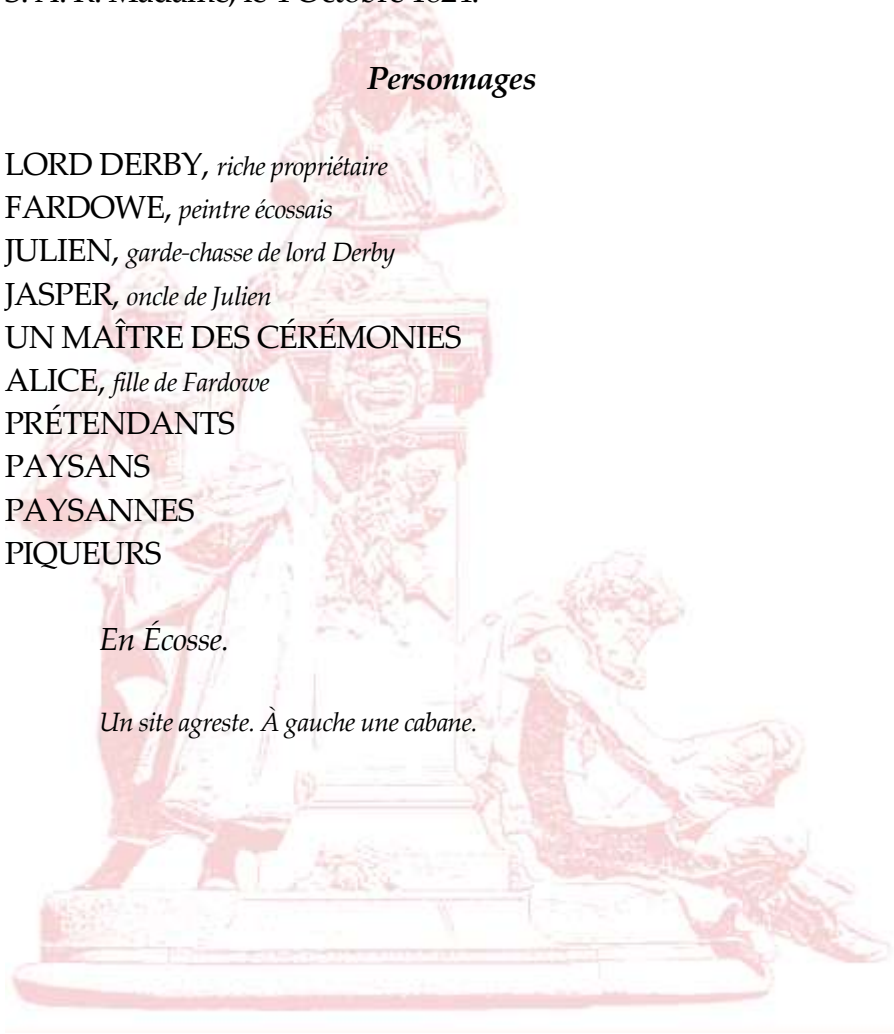 Personnages
LORD DERBY, riche propriétaire
FARDOWE, peintre écossais
JULIEN, garde-chasse de lord Derby
JASPER, oncle de Julien
UN MAÎTRE DES CÉRÉMONIES
ALICE, fille de Fardowe
PRÉTENDANTS
PAYSANS
PAYSANNES
PIQUEURS
En Écosse.
Un site agreste. À gauche une cabane.